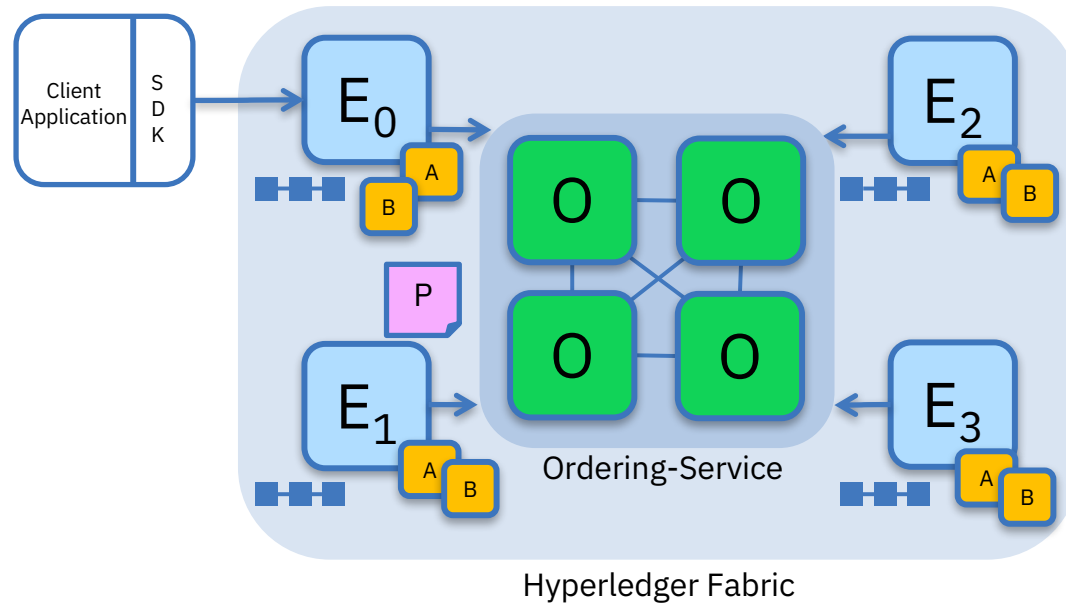 Client
Application
S
D
K
E0
A
B
E2
A
B
O
O
P
O
O
E1
A
B
E3
A
B
Ordering-Service
Hyperledger Fabric